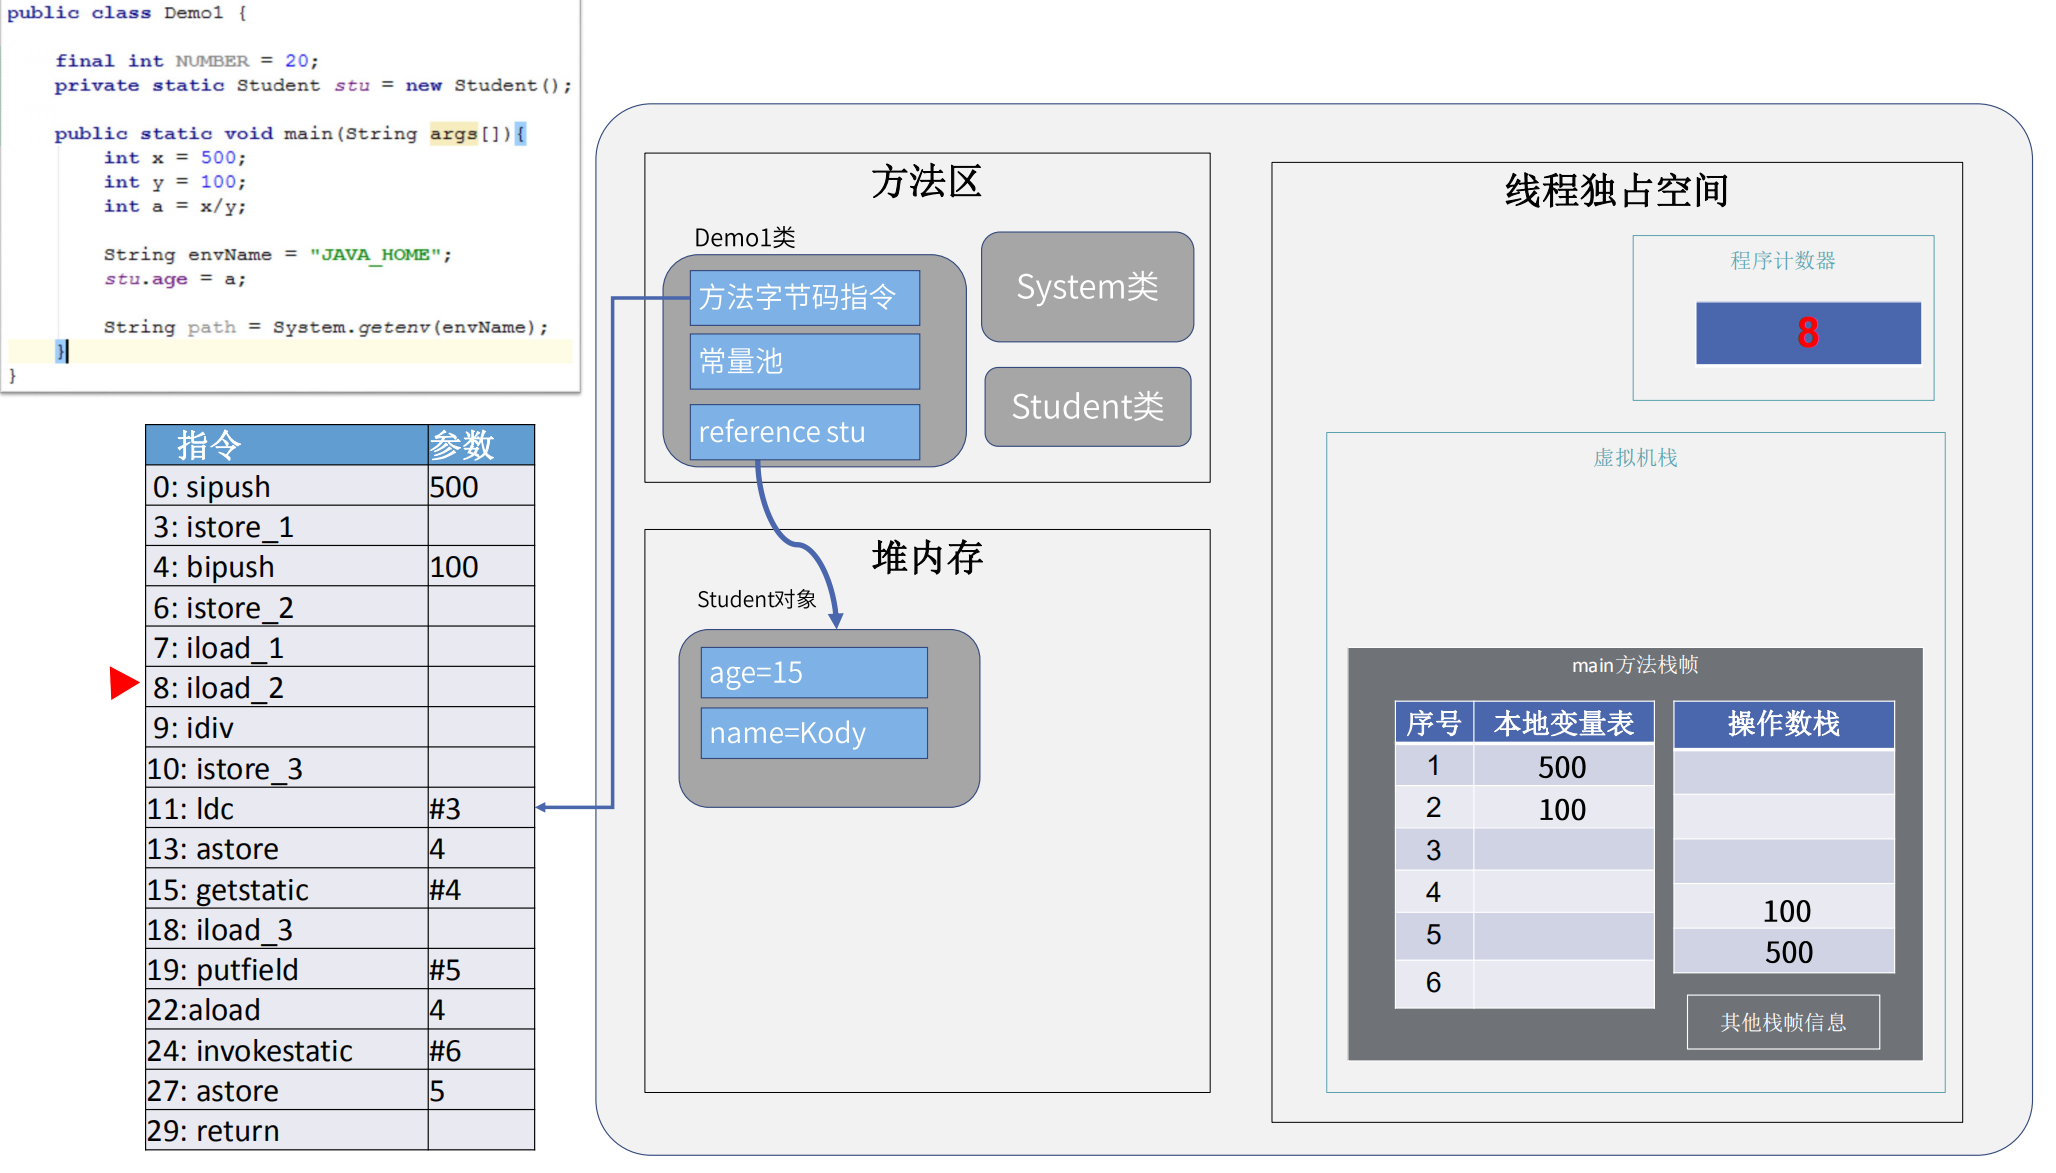 public class Demo1 {
final int NUMBER = 20;
private static Student stu = new Student();
public static void main(String args[]){
int x = 500;
int y = 100;
int a = x/y;
String envName = "JAVA_HOME";
stu.age = a;
String path = System.getenv(envName);
}
}
指令 参数
0: sipush 500
3: istore_1
4: bipush 100
6: istore_2
7: iload_1
8: iload_2
9: idiv
10: istore_3
11: ldc #3
13: astore 4
15: getstatic #4
18: iload_3
19: putfield #5
22:aload 4
24: invokestatic #6
27: astore 5
29: return
方法区
Demo1类
方法字节码指令
常量池
reference stu
System类
Student类
堆内存
Student对象
age=15
name=Kody
线程独占空间
程序计数器
8
虚拟机栈
main方法栈帧
序号 本地变量表
1 500
2 100
3
4
5
6
操作数栈
100
500
其他栈帧信息